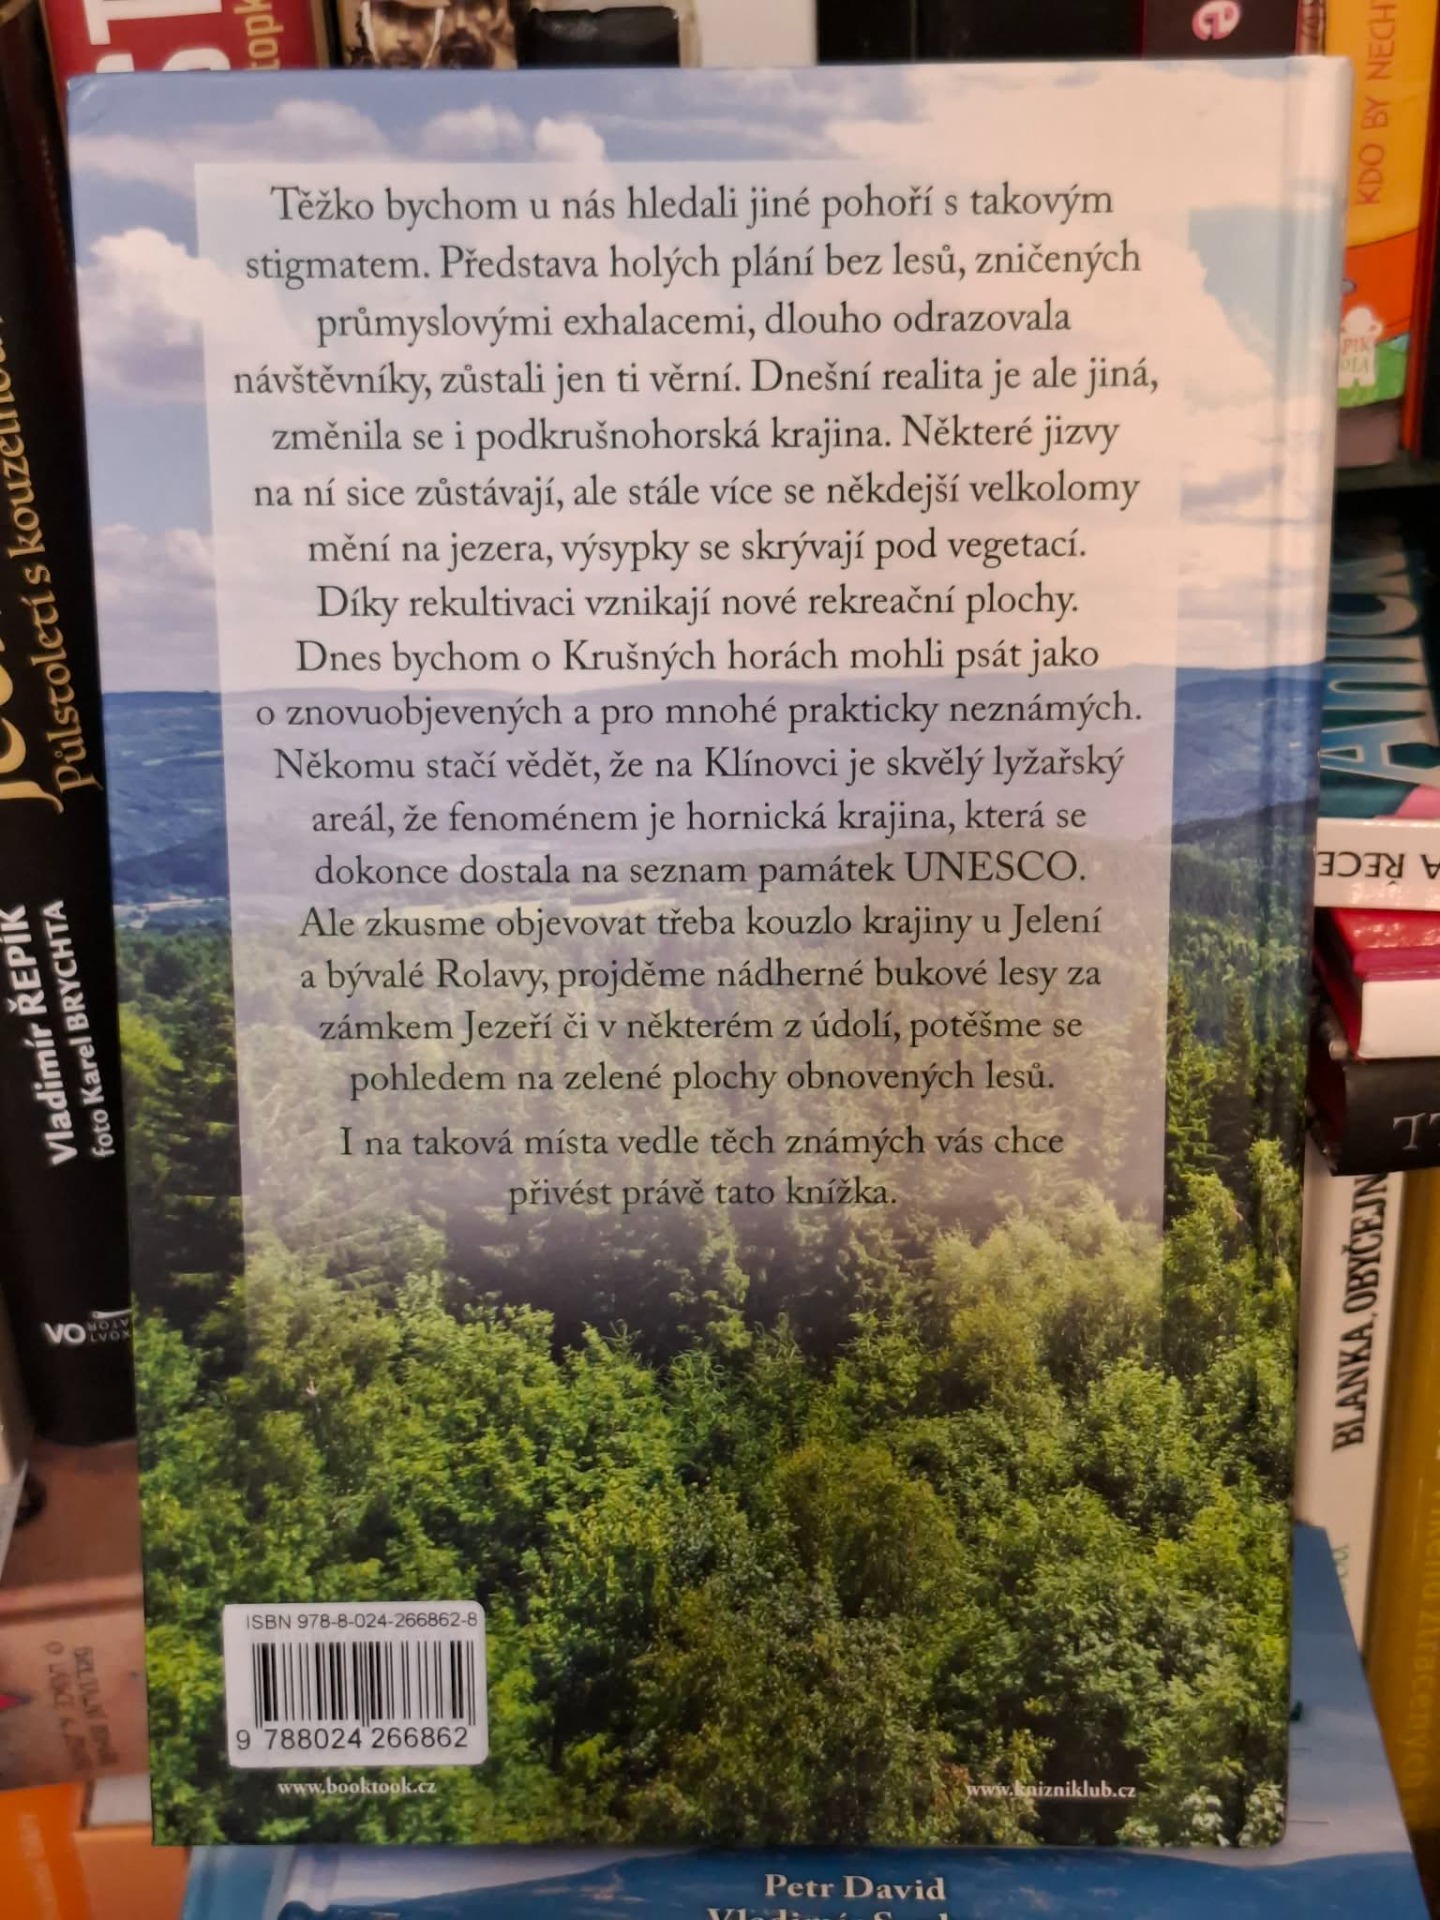 Těžko bychom u nás hledali jiné pohoří s takovým
stigmatem. Představa holých plání bez lesů, zničených
průmyslovými exhalacemi, dlouho odrazovala
návštěvníky, zůstali jen ti věrní. Dnešní realita je ale jiná,
změnila se i podkrušnohorská krajina. Některé jizvy
na ní sice zůstávají, ale stále více se někdejší velkolomy
mění na jezera, výsypky se skrývají pod vegetací.
Díky rekultivaci vznikají nové rekreační plochy.
Dnes bychom o Krušných horách mohli psát jako
o znovuobjevených a pro mnohé prakticky neznámých.
Někomu stačí vědět, že na Klínovci je skvělý lyžařský
areál, že fenoménem je hornická krajina, která se
dokonce dostala na seznam památek UNESCO.
Ale zkusme objevovat třeba kouzlo krajiny u Jelení
a bývalé Rolavy, projděme nádherné bukové lesy za
zámkem Jezeří či v některém z údolí, potěšme se
pohledem na zelené plochy obnovených lesů.
I na taková místa vedle těch známých vás chce
přivést právě tato knížka.
ISBN 978-8-024-266862-8
9 788024 266862
www.booktook.cz
www.knizniklub.cz
Petr David
Půlstoletí s
Vladimír ŘEPÍK
foto Karel BRYCHTA
VO
KDO BY NECH
A ŘECE
BLANKA, OBYČEJN